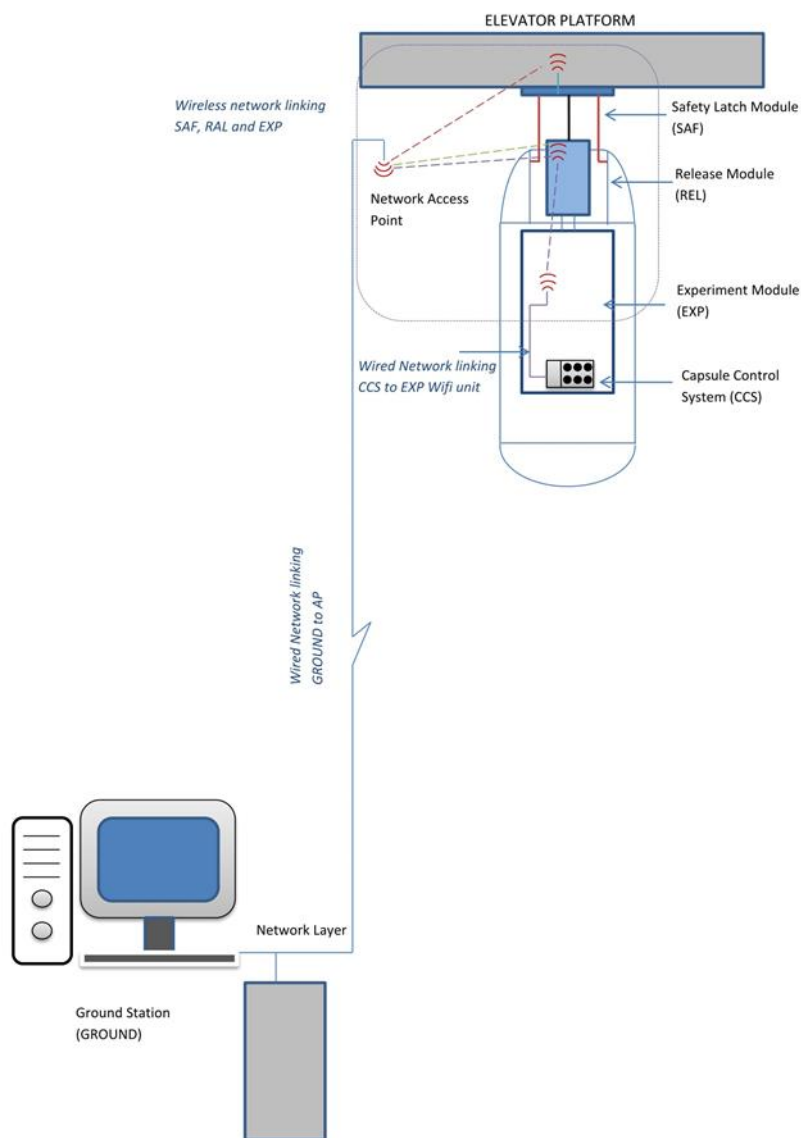 ELEVATOR PLATFORM
Wireless network linking
SAF, RAL and EXP
Safety Latch Module
(SAF)
Release Module
(REL)
Network Access
Point
Experiment Module
(EXP)
Wired Network linking
CCS to EXP Wifi unit
Capsule Control
System (CCS)
Wired Network linking
GROUND to AP
Network Layer
Ground Station
(GROUND)